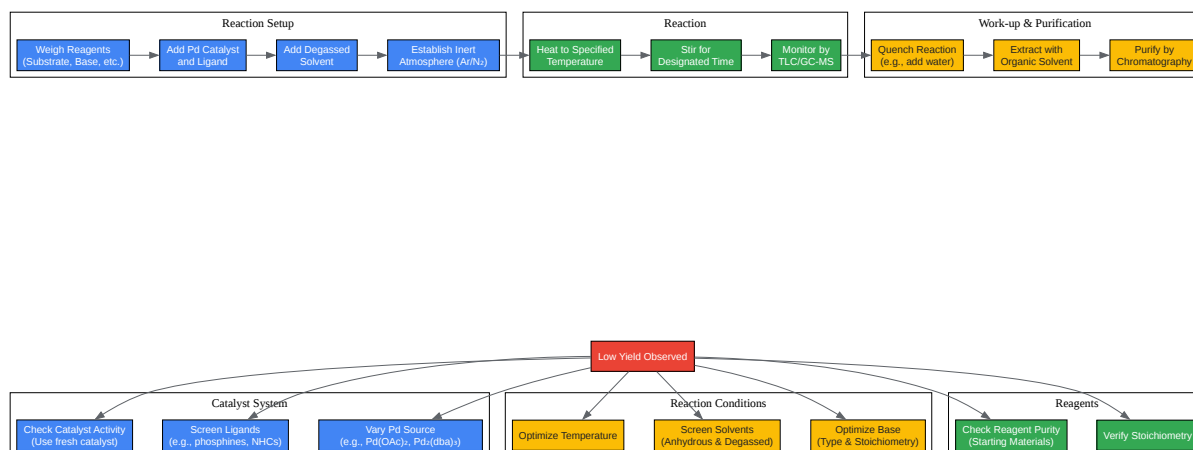 Reaction Setup
Weigh Reagents
(Substrate, Base, etc.)
Add Pd Catalyst
and Ligand
Add Degassed
Solvent
Establish Inert
Atmosphere (Ar/N₂)
Reaction
Heat to Specified
Temperature
Stir for
Designated Time
Monitor by
TLC/GC-MS
Work-up & Purification
Quench Reaction
(e.g., add water)
Extract with
Organic Solvent
Purify by
Chromatography
Low Yield Observed
Catalyst System
Check Catalyst Activity
(Use fresh catalyst)
Screen Ligands
(e.g., phosphines, NHCs)
Vary Pd Source
(e.g., Pd(OAc)₂, Pd₂(dba)₃)
Reaction Conditions
Optimize Temperature
Screen Solvents
(Anhydrous & Degassed)
Optimize Base
(Type & Stoichiometry)
Reagents
Check Reagent Purity
(Starting Materials)
Verify Stoichiometry